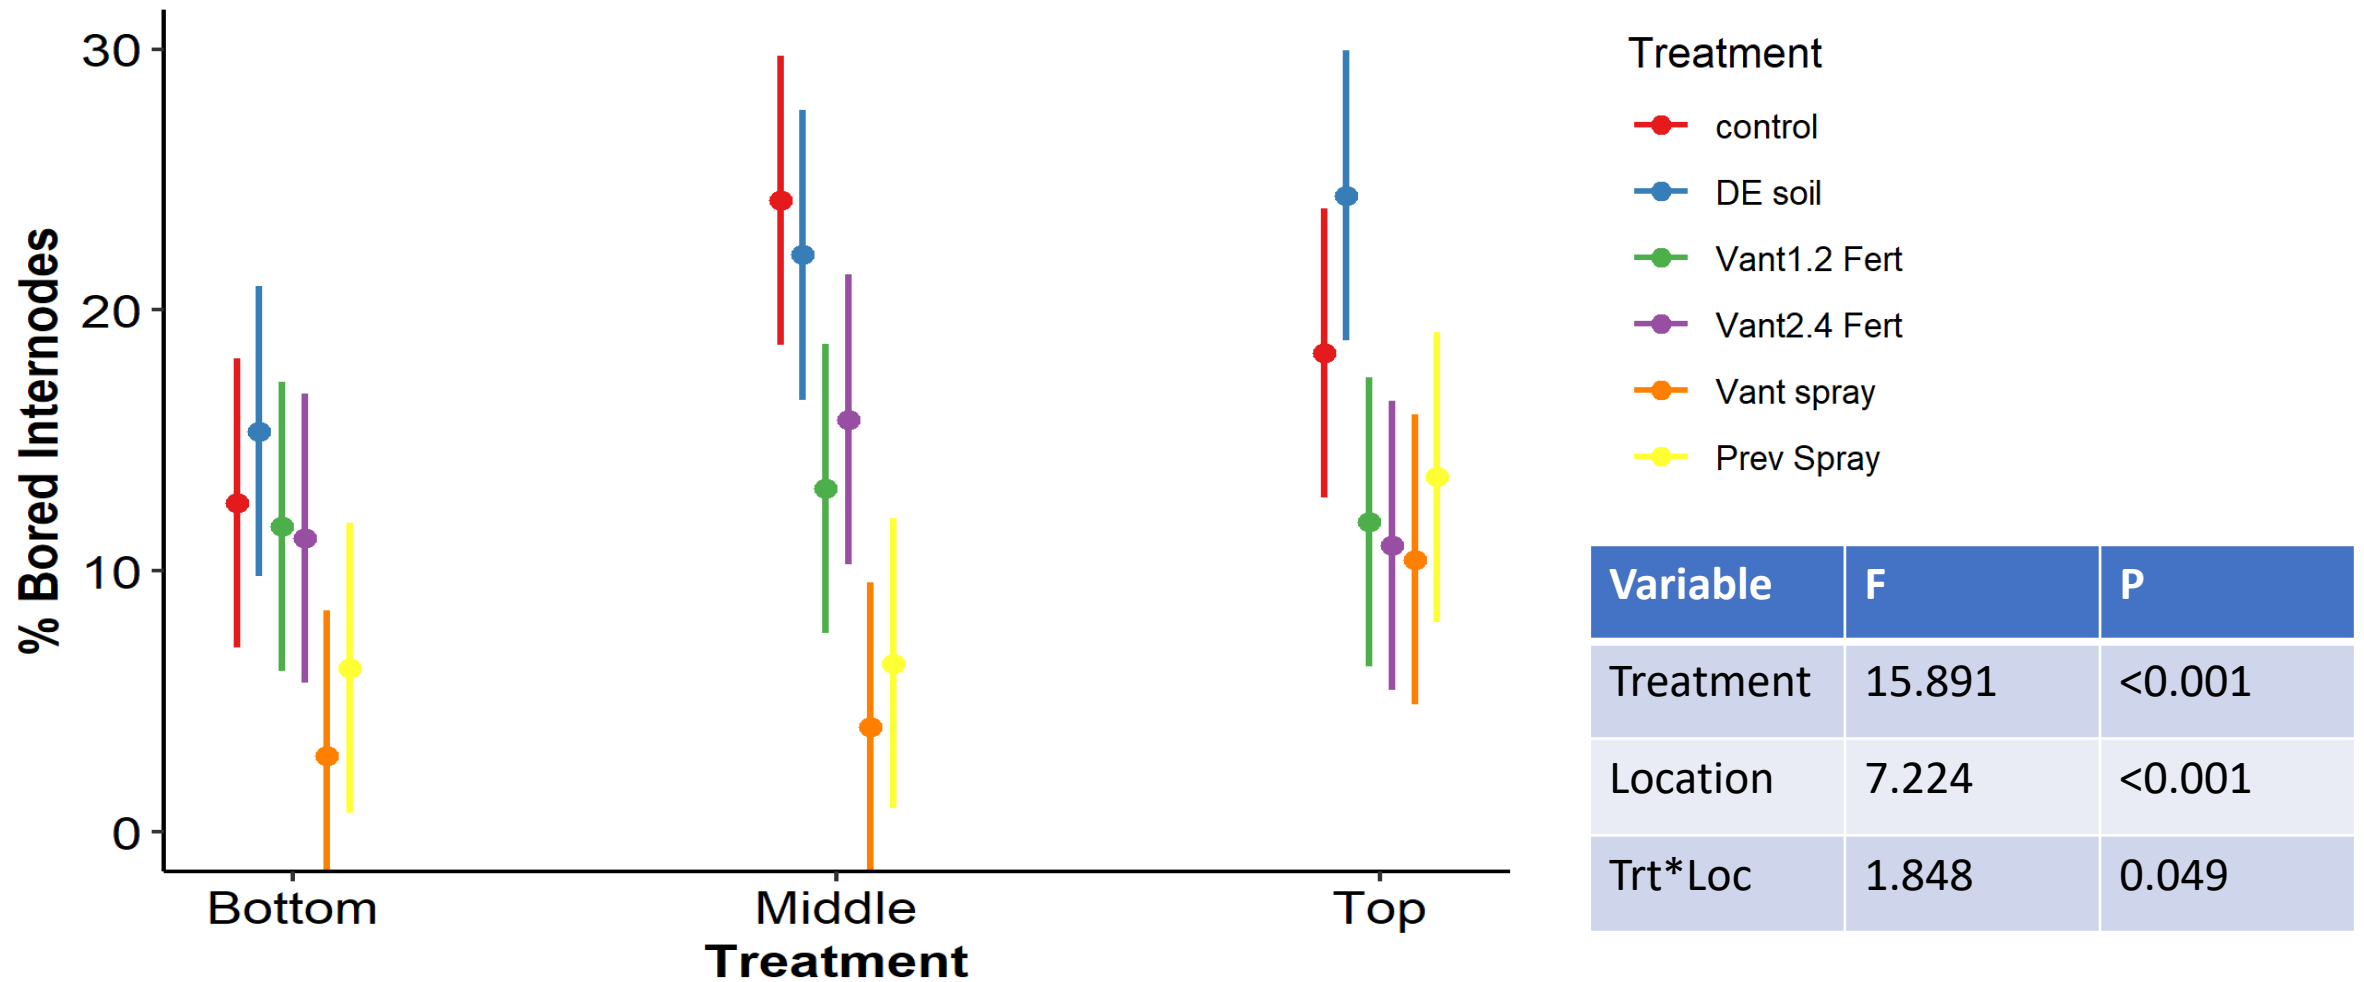 % Bored Internodes
30
20
10
0
Bottom Middle Top
Treatment
Treatment
control
DE soil
Vant1.2 Fert
Vant2.4 Fert
Vant spray
Prev Spray
Variable F P
Treatment 15.891 <0.001
Location 7.224 <0.001
Trt*Loc 1.848 0.049